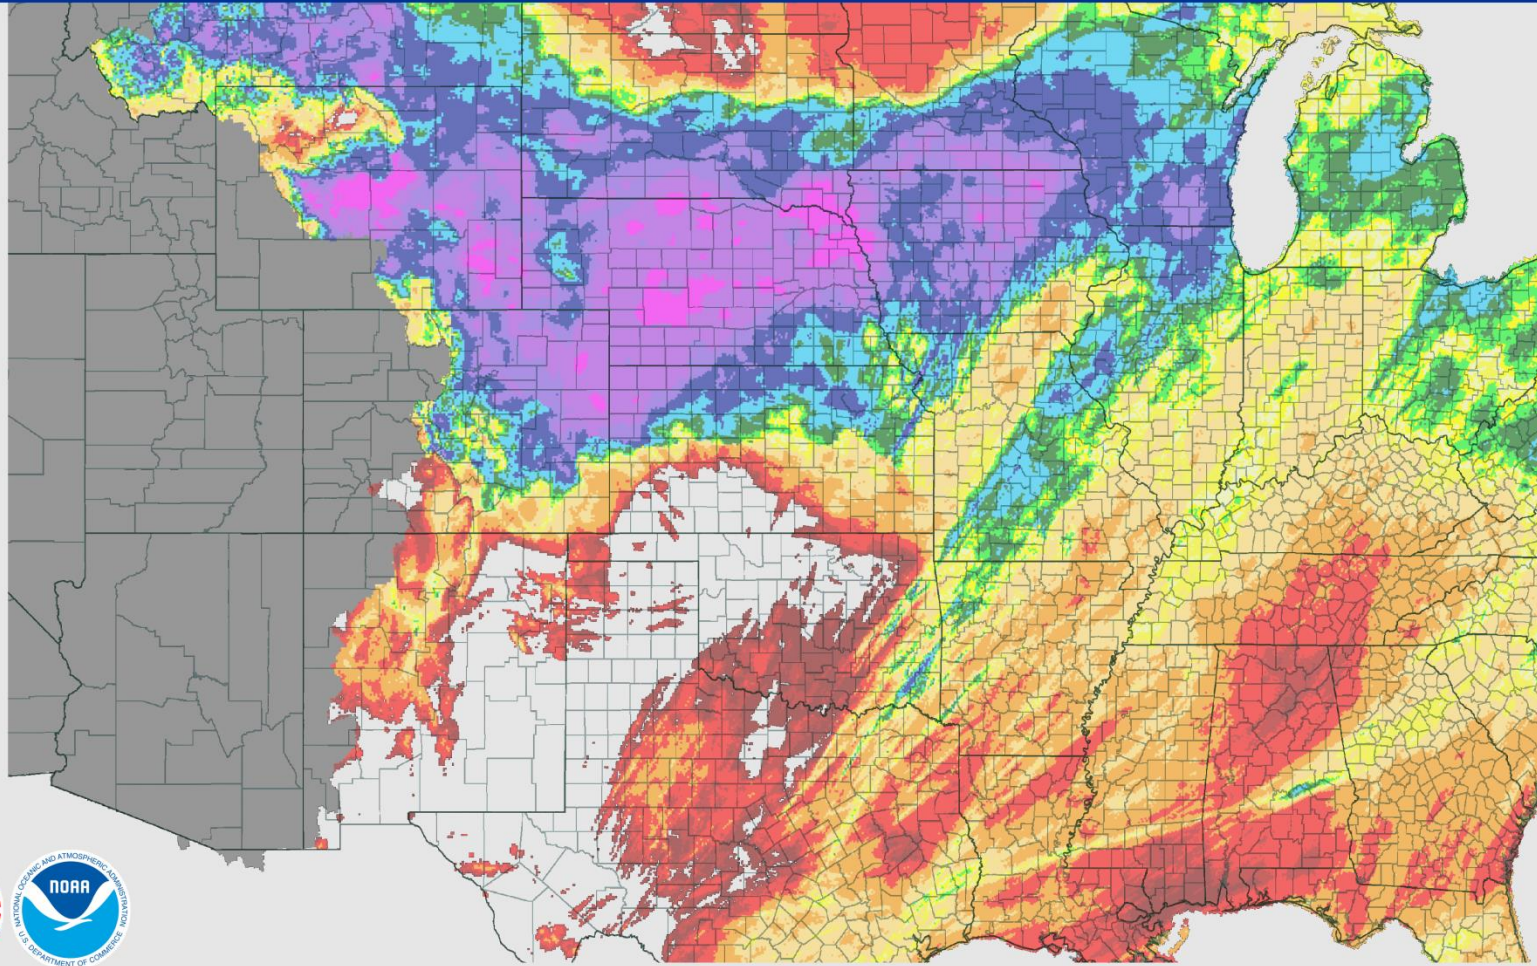 NATIONAL OCEANIC AND ATMOSPHERIC ADMINISTRATION
NOAA
U.S. DEPARTMENT OF COMMERCE